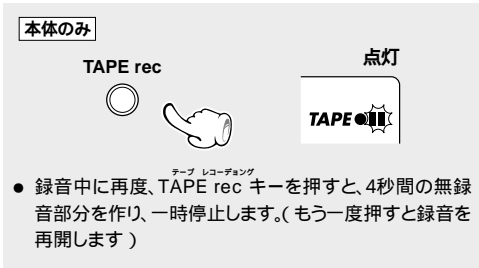 本体のみ
TAPE rec
点灯
TAPE ●▮▮
テープ レコーディング
● 録音中に再度、TAPE rec キーを押すと、4秒間の無録
音部分を作り、一時停止します。( もう一度押すと録音を
再開します )